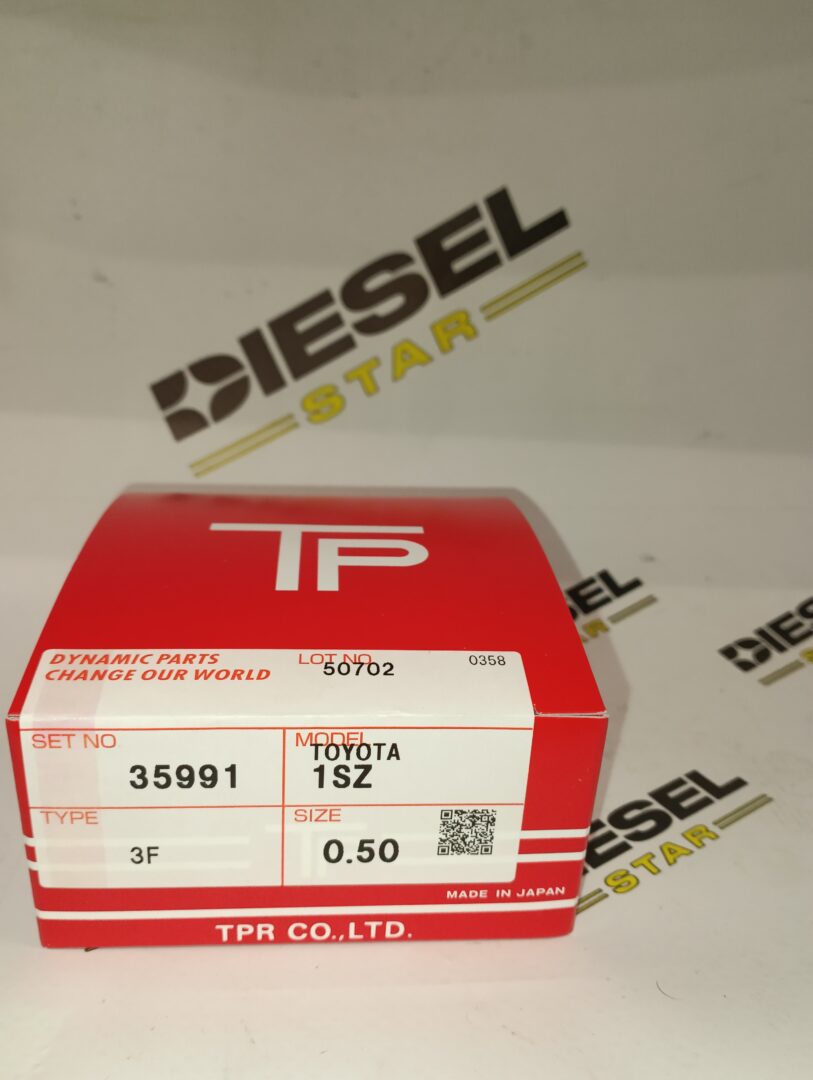 DIESEL
STAR
TP
DYNAMIC PARTS
CHANGE OUR WORLD
LOT NO.
50702
0358
SET NO
35991
MODEL
TOYOTA
1SZ
TYPE
3F
SIZE
0.50
MADE IN JAPAN
TPR CO.,LTD.
ESEL
STAR